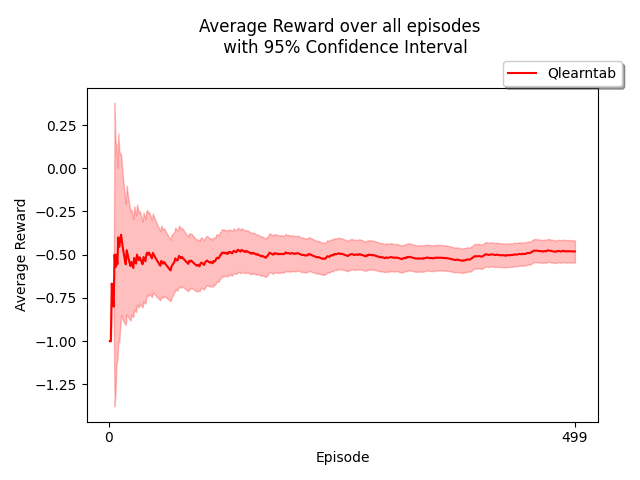 Average Reward over all episodes
with 95% Confidence Interval
Qlearntab
Average Reward
0.25
0.00
−0.25
−0.50
−0.75
−1.00
−1.25
0
499
Episode